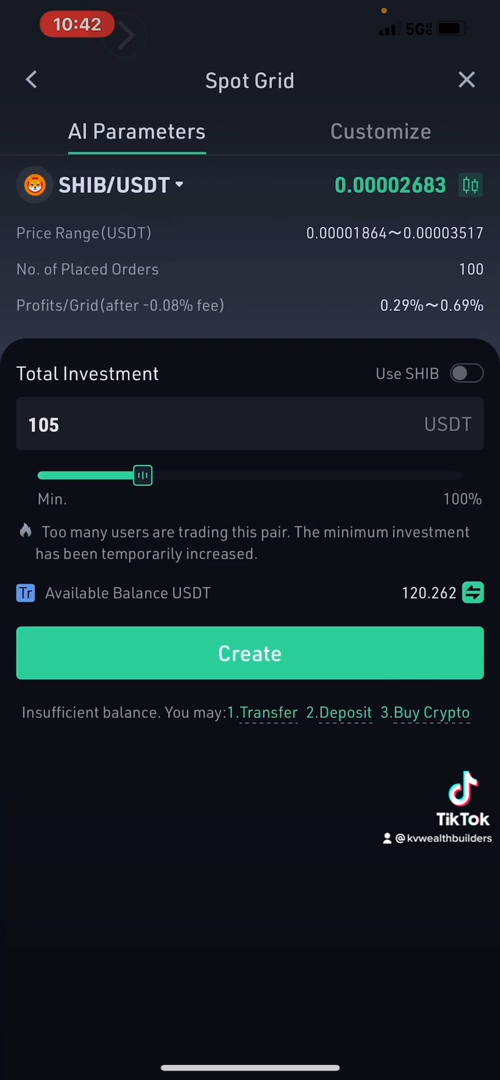 10:42
5G
Spot Grid
AI Parameters Customize
SHIB/USDT 0.00002683
Price Range(USDT) 0.00001864~0.00003517
No. of Placed Orders 100
Profits/Grid(after -0.08% fee) 0.29%~0.69%
Total Investment Use SHIB
105 USDT
Min. 100%
Too many users are trading this pair. The minimum investment
has been temporarily increased.
Tr Available Balance USDT 120.262
Create
Insufficient balance. You may:1.Transfer 2.Deposit 3.Buy Crypto
TikTok
@kvwealthbuilders